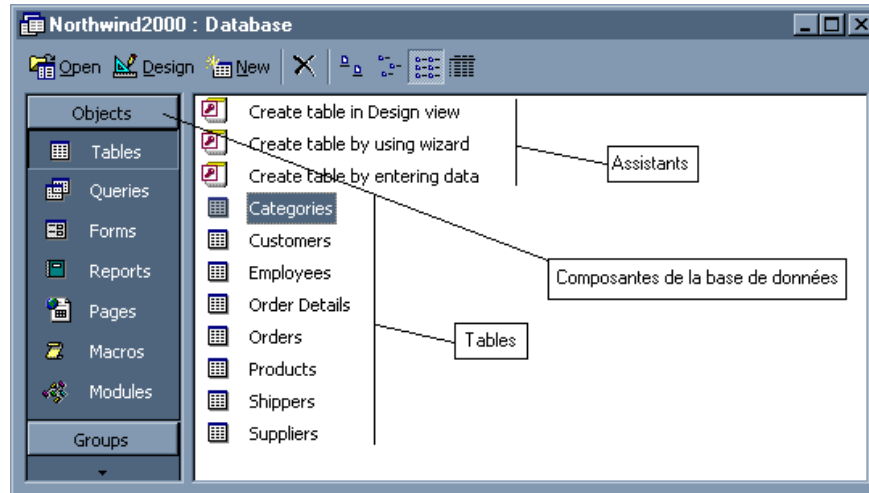 Northwind2000 : Database
Open Design New
Objects
Tables
Queries
Forms
Reports
Pages
Macros
Modules
Groups
Create table in Design view
Create table by using wizard
Create table by entering data
Categories
Customers
Employees
Order Details
Orders
Products
Shippers
Suppliers
Assistants
Composantes de la base de données
Tables